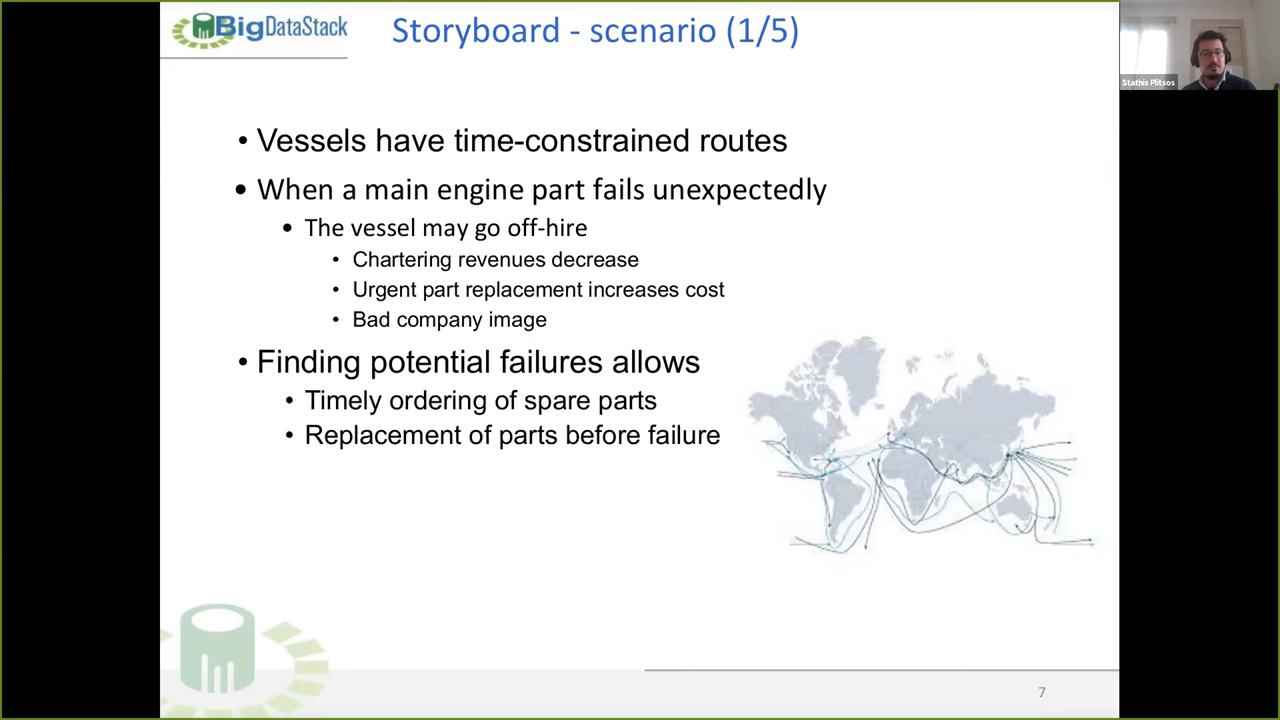 BigDataStack
Storyboard - scenario (1/5)
Stathis Plitsos
• Vessels have time-constrained routes
• When a main engine part fails unexpectedly
• The vessel may go off-hire
• Chartering revenues decrease
• Urgent part replacement increases cost
• Bad company image
• Finding potential failures allows
• Timely ordering of spare parts
• Replacement of parts before failure
7